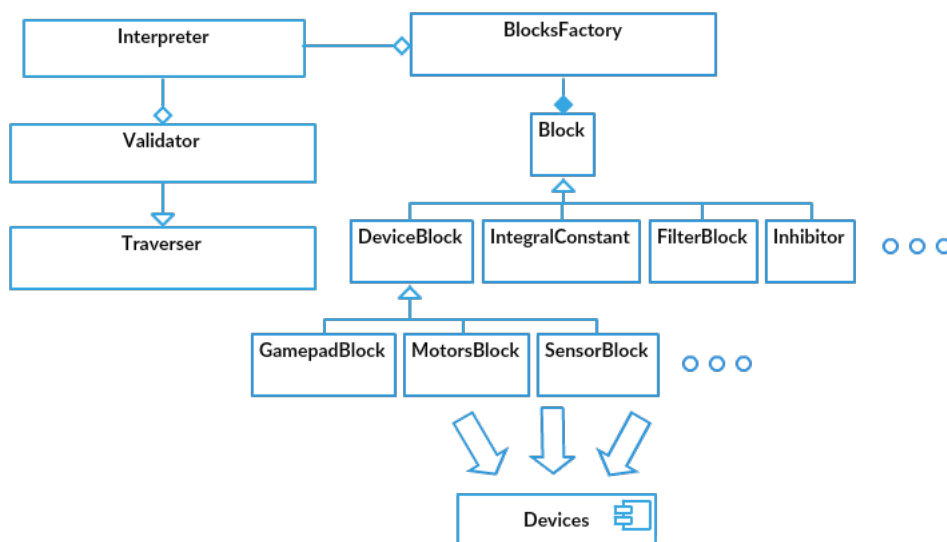 Interpreter
BlocksFactory
Validator
Block
Traverser
DeviceBlock
IntegralConstant
FilterBlock
Inhibitor
GamepadBlock
MotorsBlock
SensorBlock
Devices